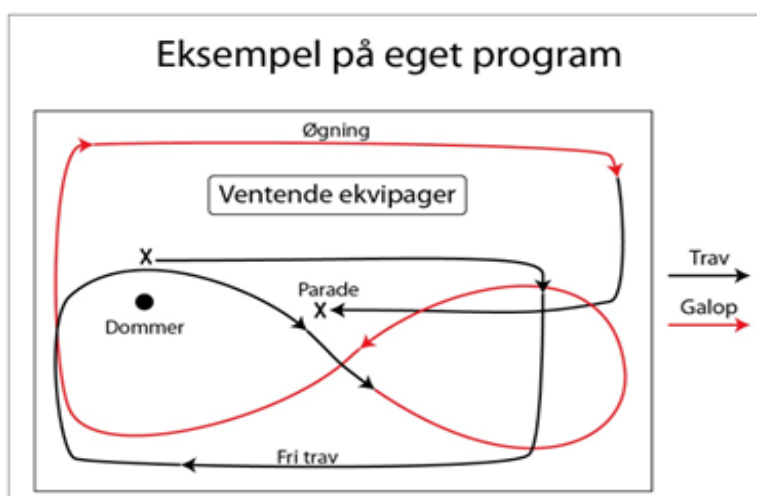 Eksempel på eget program
Øgning
Ventende ekvipager
X
Trav
Parade
X
Dommer
Galop
Fri trav